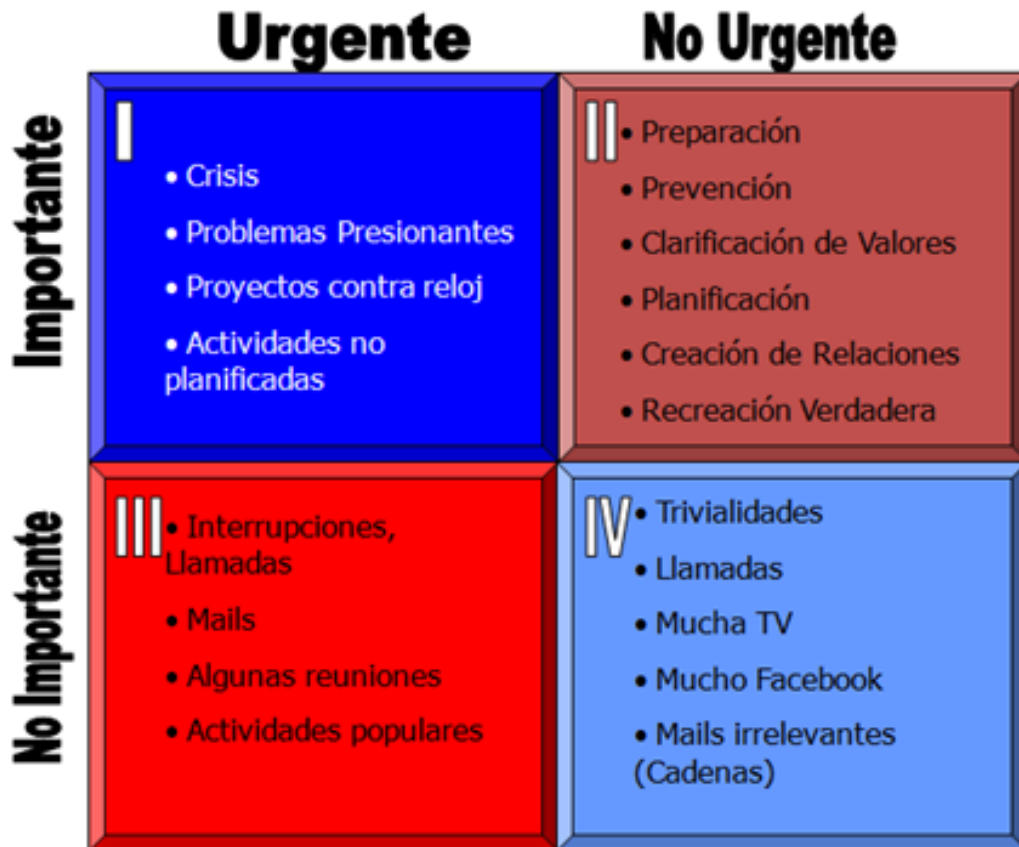 Urgente
No Urgente
Importante
I
• Crisis
• Problemas Presionantes
• Proyectos contra reloj
• Actividades no
planificadas
II
• Preparación
• Prevención
• Clarificación de Valores
• Planificación
• Creación de Relaciones
• Recreación Verdadera
No Importante
III
• Interrupciones,
Llamadas
• Mails
• Algunas reuniones
• Actividades populares
IV
• Trivialidades
• Llamadas
• Mucha TV
• Mucho Facebook
• Mails irrelevantes
(Cadenas)